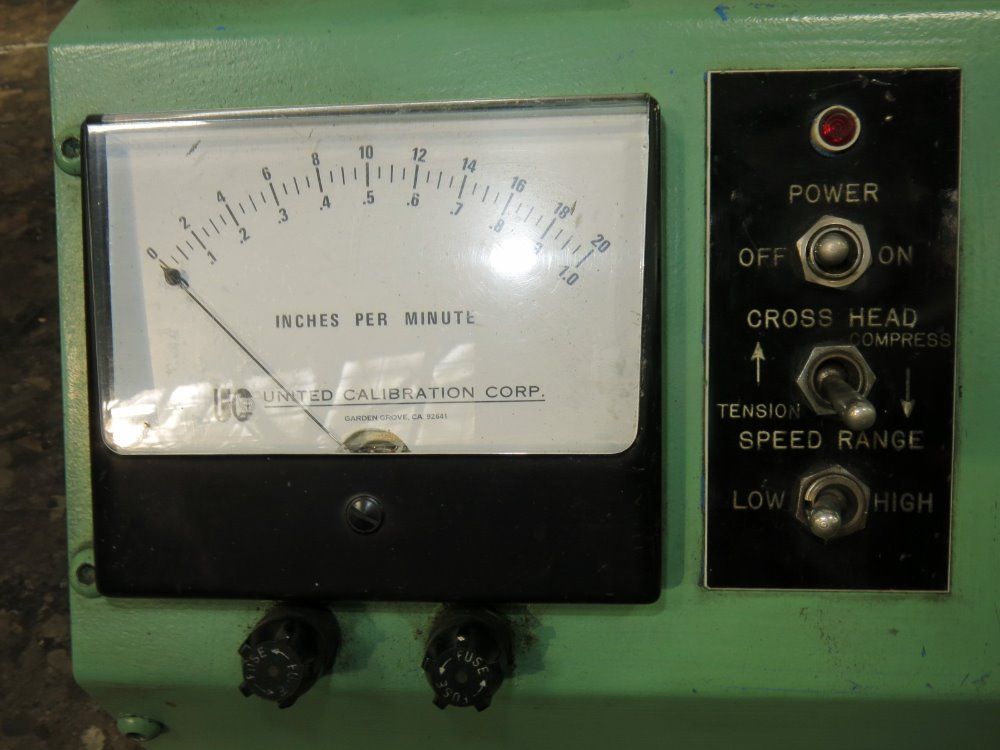 0 2 4 6 8 10 12 14 16 18 20
.1 .2 .3 .4 .5 .6 .7 .8 .9 1.0
INCHES PER MINUTE
UC UNITED CALIBRATION CORP.
GARDEN GROVE, CA. 92641
FUSE FUSE
FUSE FUSE
POWER
OFF ON
CROSS HEAD
COMPRESS
TENSION
SPEED RANGE
LOW HIGH